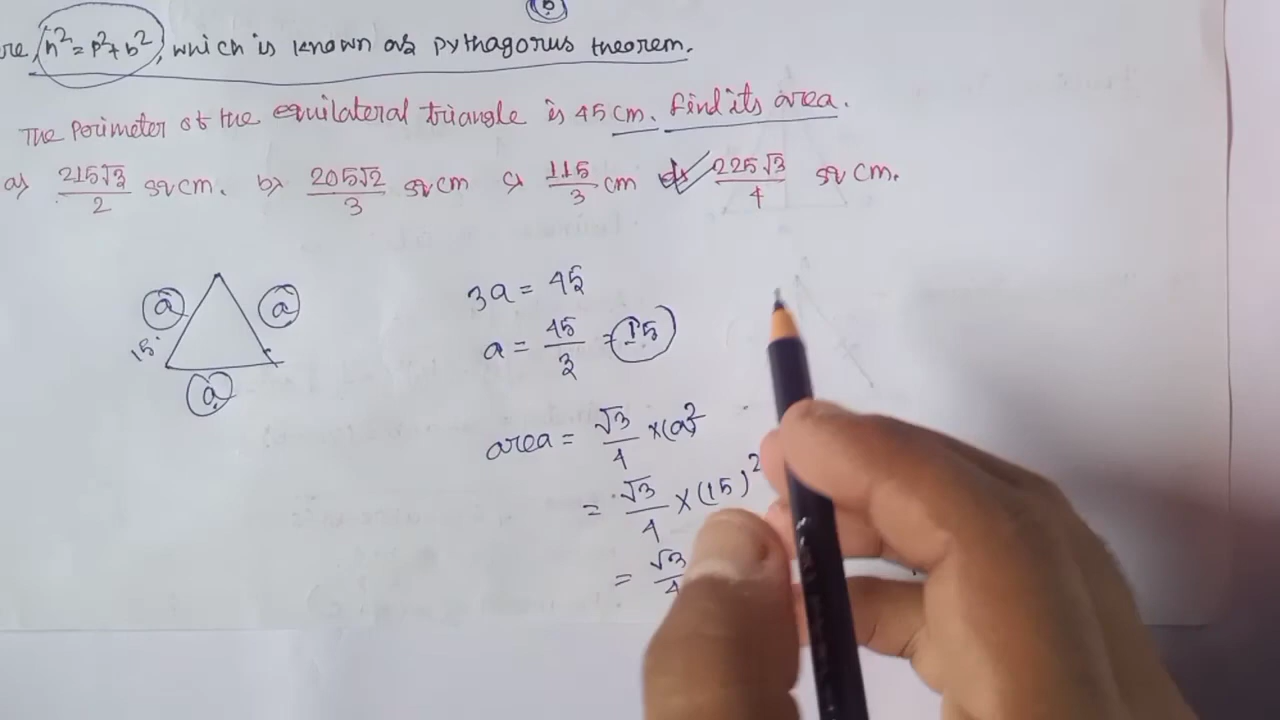 (5)
h²=p²+b², which is known as pythagorus theorem.
The Perimeter of the equilateral triangle is 45 cm. Find its area.
a) 215√3/2 sq cm. b) 205√2/3 sq cm c) 115/3 cm d) 225√3/4 sq cm.
a a
15
a
3a = 45
a = 45/3 = 15
area = √3/4 × (a)²
= √3/4 × (15)²
= √3/4